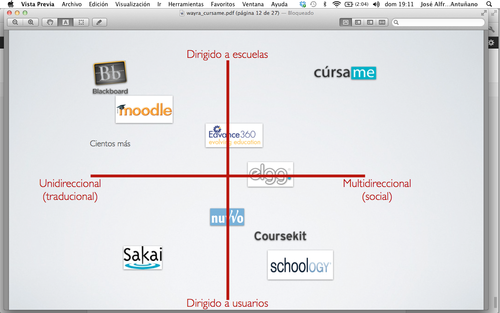 Vista Previa Archivo Edición Visualización Ir Herramientas Favoritos Ventana Ayuda (2:04) dom 19:11 José Alfr... Antuñano
wayra_cursame.pdf (página 12 de 27) — Bloqueado
Dirigido a escuelas
Bb
Blackboard
cúrsame
moodle
Edvance360
evolving education
Cientos más
elgg.
Unidireccional
(traducional)
Multidireccional
(social)
nuvvo
Coursekit
Sakai
schoology
Dirigido a usuarios